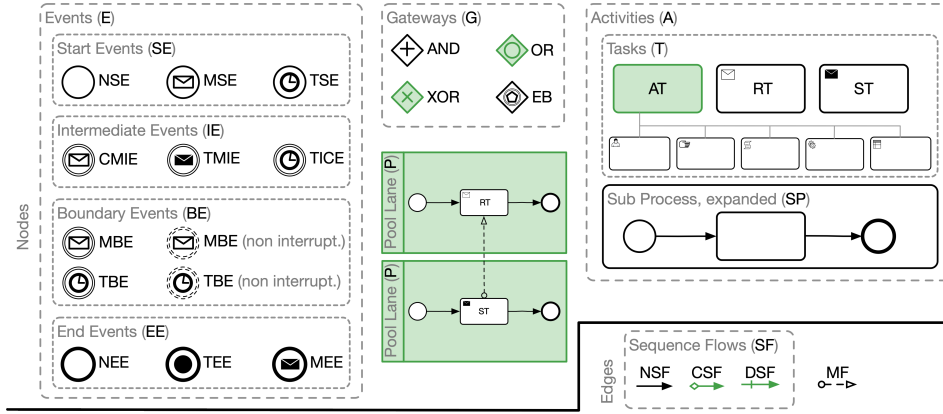 Nodes
Events (E)
Start Events (SE)
NSE
MSE
TSE
Intermediate Events (IE)
CMIE
TMIE
TICE
Boundary Events (BE)
MBE
MBE (non interrupt.)
TBE
TBE (non interrupt.)
End Events (EE)
NEE
TEE
MEE
Gateways (G)
AND
OR
XOR
EB
Pool Lane (P)
RT
Pool Lane (P)
ST
Activities (A)
Tasks (T)
AT
RT
ST
Sub Process, expanded (SP)
Edges
Sequence Flows (SF)
NSF
CSF
DSF
MF